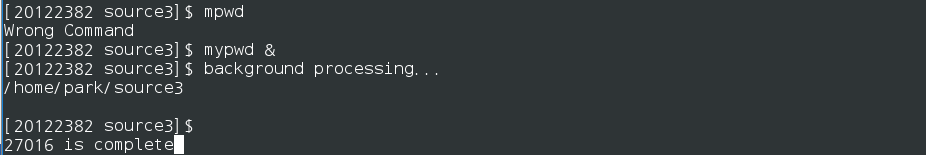 [20122382 source3]$ mpwd
Wrong Command
[20122382 source3]$ mypwd &
[20122382 source3]$ background processing...
/home/park/source3
[20122382 source3]$
27016 is complete